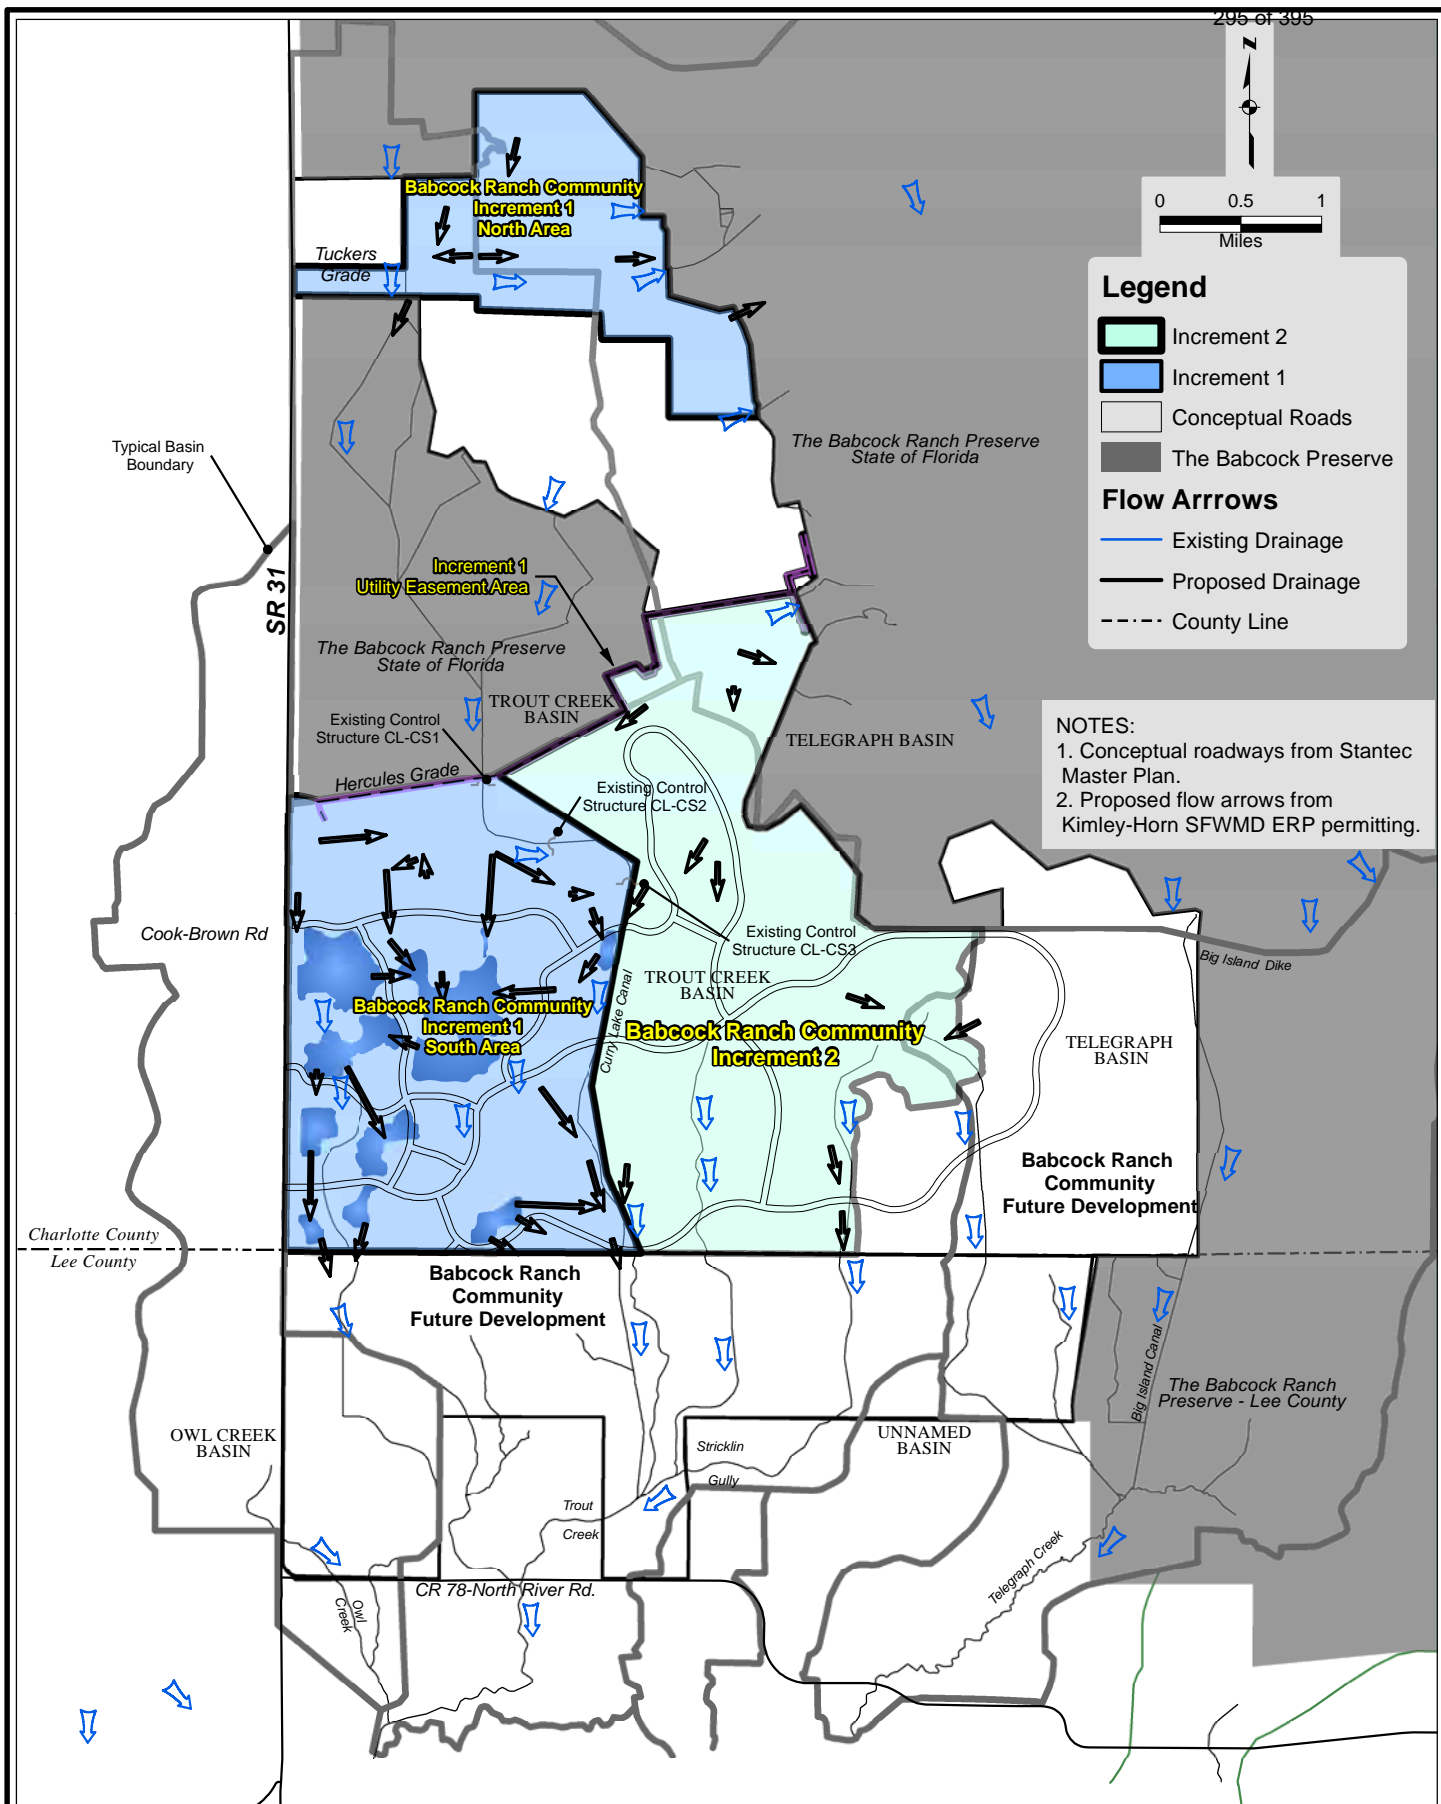 295 of 395
N
0 0.5 1
Miles
Legend
Increment 2
Increment 1
Conceptual Roads
The Babcock Preserve
Flow Arrrows
Existing Drainage
Proposed Drainage
County Line
NOTES:
1. Conceptual roadways from Stantec
Master Plan.
2. Proposed flow arrows from
Kimley-Horn SFWMD ERP permitting.
Babcock Ranch Community
Increment 1
North Area
Tuckers
Grade
Typical Basin
Boundary
The Babcock Ranch Preserve
State of Florida
SR 31
Increment 1
Utility Easement Area
The Babcock Ranch Preserve
State of Florida
TROUT CREEK
BASIN
Existing Control
Structure CL-CS1
TELEGRAPH BASIN
Hercules Grade
Existing Control
Structure CL-CS2
Cook-Brown Rd
Existing Control
Structure CL-CS3
Big Island Dike
TROUT CREEK
BASIN
Curry Lake Canal
Babcock Ranch Community
Increment 1
South Area
Babcock Ranch Community
Increment 2
TELEGRAPH
BASIN
Babcock Ranch
Community
Future Development
Charlotte County
Lee County
Babcock Ranch
Community
Future Development
Big Island Canal
The Babcock Ranch
Preserve - Lee County
OWL CREEK
BASIN
UNNAMED
BASIN
Stricklin
Gully
Trout
Creek
Telegraph Creek
CR 78-North River Rd.
Owl
Creek